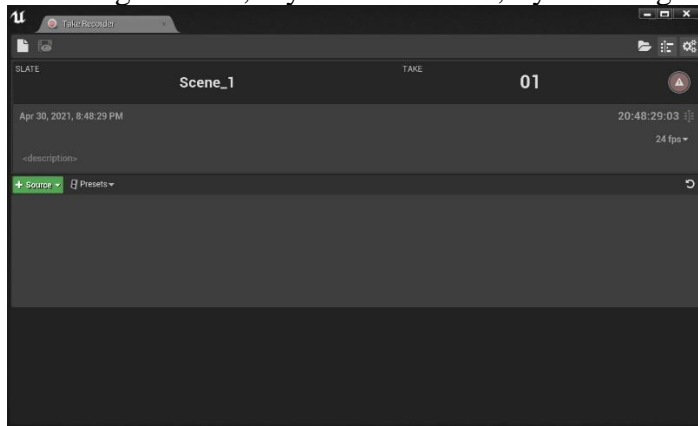 Take Recorder
SLATE
Scene_1
TAKE
01
Apr 30, 2021, 8:48:29 PM
20:48:29:03
24 fps
<description>
+ Source
Presets